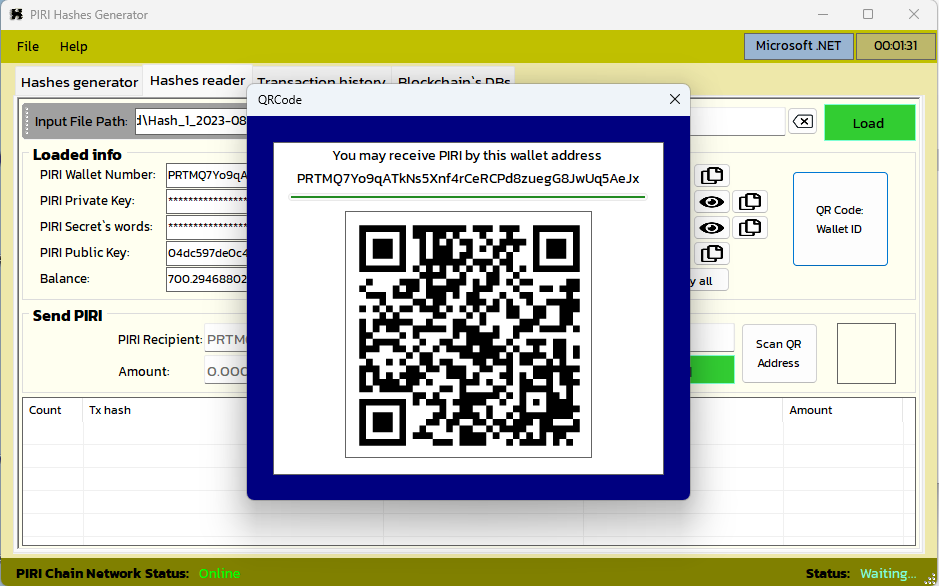 PIRI Hashes Generator
File Help
Microsoft .NET 00:01:31
Hashes generator Hashes reader Transaction history Blockchain`s DBs
QRCode
Input File Path: d\Hash_1_2023-08
Load
Loaded info
PIRI Wallet Number: PRTMQ7Yo9qA
PIRI Private Key: ****************
PIRI Secret`s words: ****************
PIRI Public Key: 04dc597de0c4
Balance: 700.29468802
You may receive PIRI by this wallet address
PRTMQ7Yo9qATkNs5Xnf4rCeRCPd8zuegG8JwUq5AeJx
QR Code:
Wallet ID
y all
Send PIRI
PIRI Recipient: PRTM
Amount: 0.000
Scan QR
Address
Count Tx hash Amount
PIRI Chain Network Status: Online
Status: Waiting...